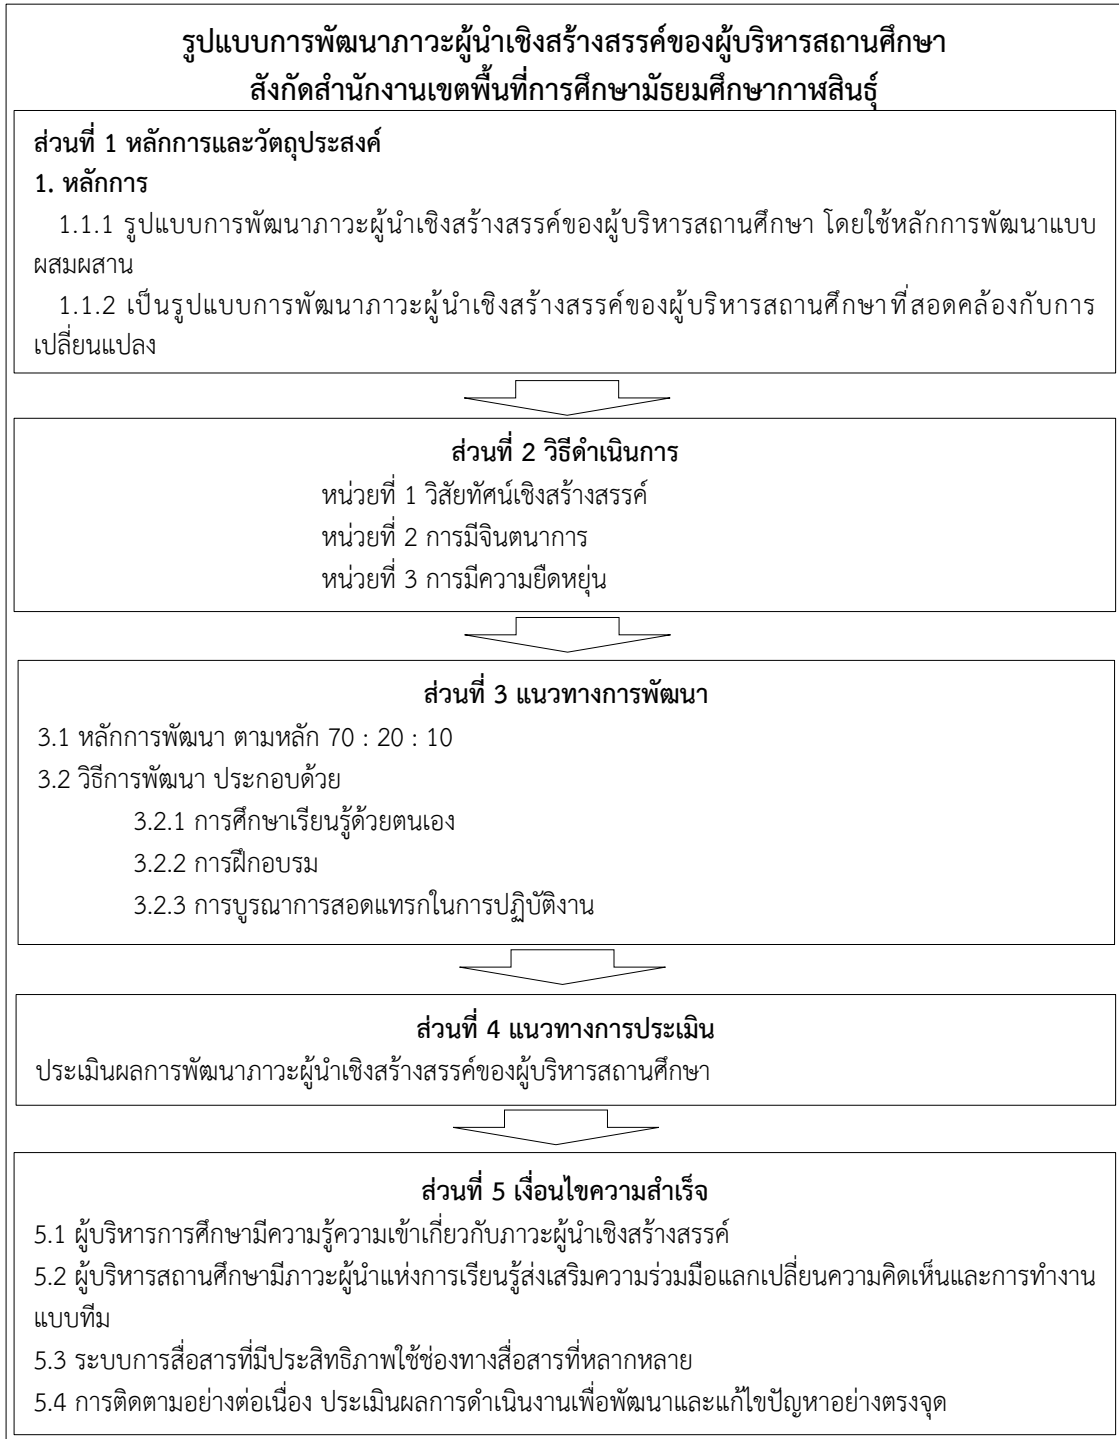 รูปแบบการพัฒนาภาวะผู้นำเชิงสร้างสรรค์ของผู้บริหารสถานศึกษา
สังกัดสำนักงานเขตพื้นที่การศึกษามัธยมศึกษากาฬสินธุ์
ส่วนที่ 1 หลักการและวัตถุประสงค์
1. หลักการ
1.1.1 รูปแบบการพัฒนาภาวะผู้นำเชิงสร้างสรรค์ของผู้บริหารสถานศึกษา โดยใช้หลักการพัฒนาแบบ
ผสมผสาน
1.1.2 เป็นรูปแบบการพัฒนาภาวะผู้นำเชิงสร้างสรรค์ของผู้บริหารสถานศึกษาที่สอดคล้องกับการ
เปลี่ยนแปลง
ส่วนที่ 2 วิธีดำเนินการ
หน่วยที่ 1 วิสัยทัศน์เชิงสร้างสรรค์
หน่วยที่ 2 การมีจินตนาการ
หน่วยที่ 3 การมีความยืดหยุ่น
ส่วนที่ 3 แนวทางการพัฒนา
3.1 หลักการพัฒนา ตามหลัก 70 : 20 : 10
3.2 วิธีการพัฒนา ประกอบด้วย
3.2.1 การศึกษาเรียนรู้ด้วยตนเอง
3.2.2 การฝึกอบรม
3.2.3 การบูรณาการสอดแทรกในการปฏิบัติงาน
ส่วนที่ 4 แนวทางการประเมิน
ประเมินผลการพัฒนาภาวะผู้นำเชิงสร้างสรรค์ของผู้บริหารสถานศึกษา
ส่วนที่ 5 เงื่อนไขความสำเร็จ
5.1 ผู้บริหารการศึกษามีความรู้ความเข้าเกี่ยวกับภาวะผู้นำเชิงสร้างสรรค์
5.2 ผู้บริหารสถานศึกษามีภาวะผู้นำแห่งการเรียนรู้ส่งเสริมความร่วมมือแลกเปลี่ยนความคิดเห็นและการทำงาน
แบบทีม
5.3 ระบบการสื่อสารที่มีประสิทธิภาพใช้ช่องทางสื่อสารที่หลากหลาย
5.4 การติดตามอย่างต่อเนื่อง ประเมินผลการดำเนินงานเพื่อพัฒนาและแก้ไขปัญหาอย่างตรงจุด